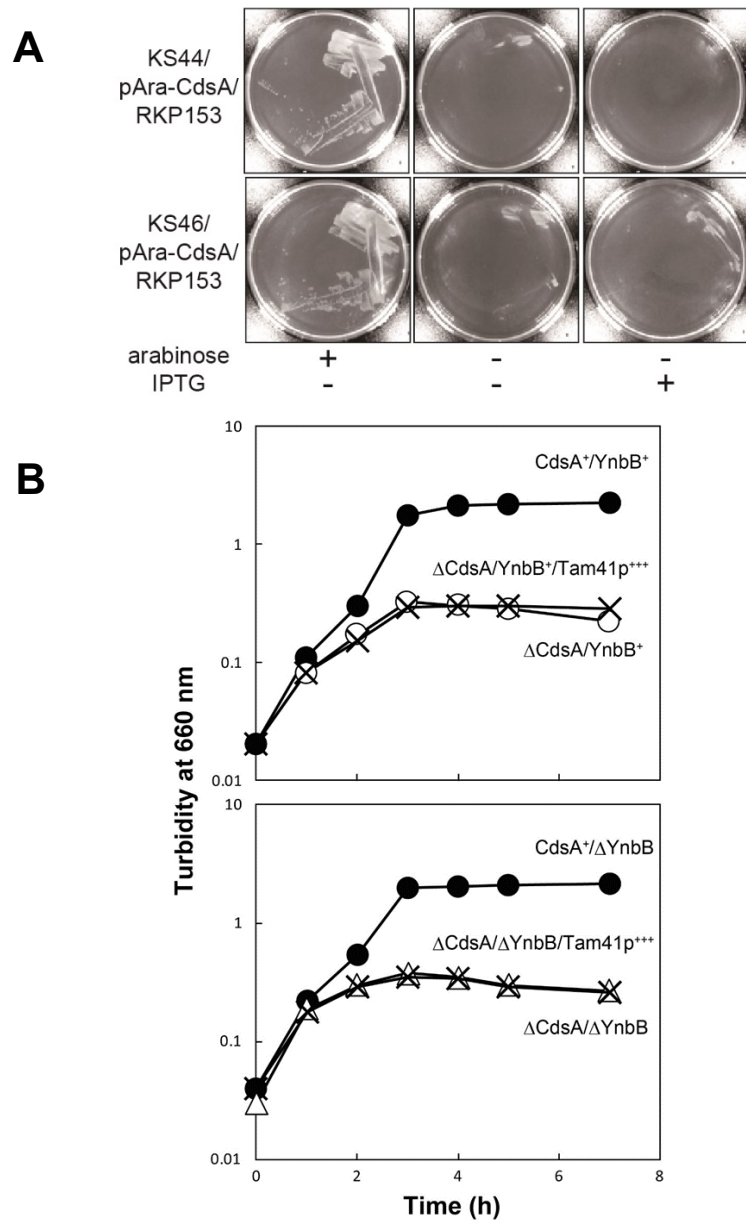 A
KS44/
pAra-CdsA/
RKP153
KS46/
pAra-CdsA/
RKP153
arabinose + - -
IPTG - - +
B
10
CdsA⁺/YnbB⁺
1
ΔCdsA/YnbB⁺/Tam41p⁺⁺⁺
0.1
ΔCdsA/YnbB⁺
0.01
Turbidity at 660 nm
10
CdsA⁺/ΔYnbB
1
ΔCdsA/ΔYnbB/Tam41p⁺⁺⁺
0.1
ΔCdsA/ΔYnbB
0.01
0 2 4 6 8
Time (h)